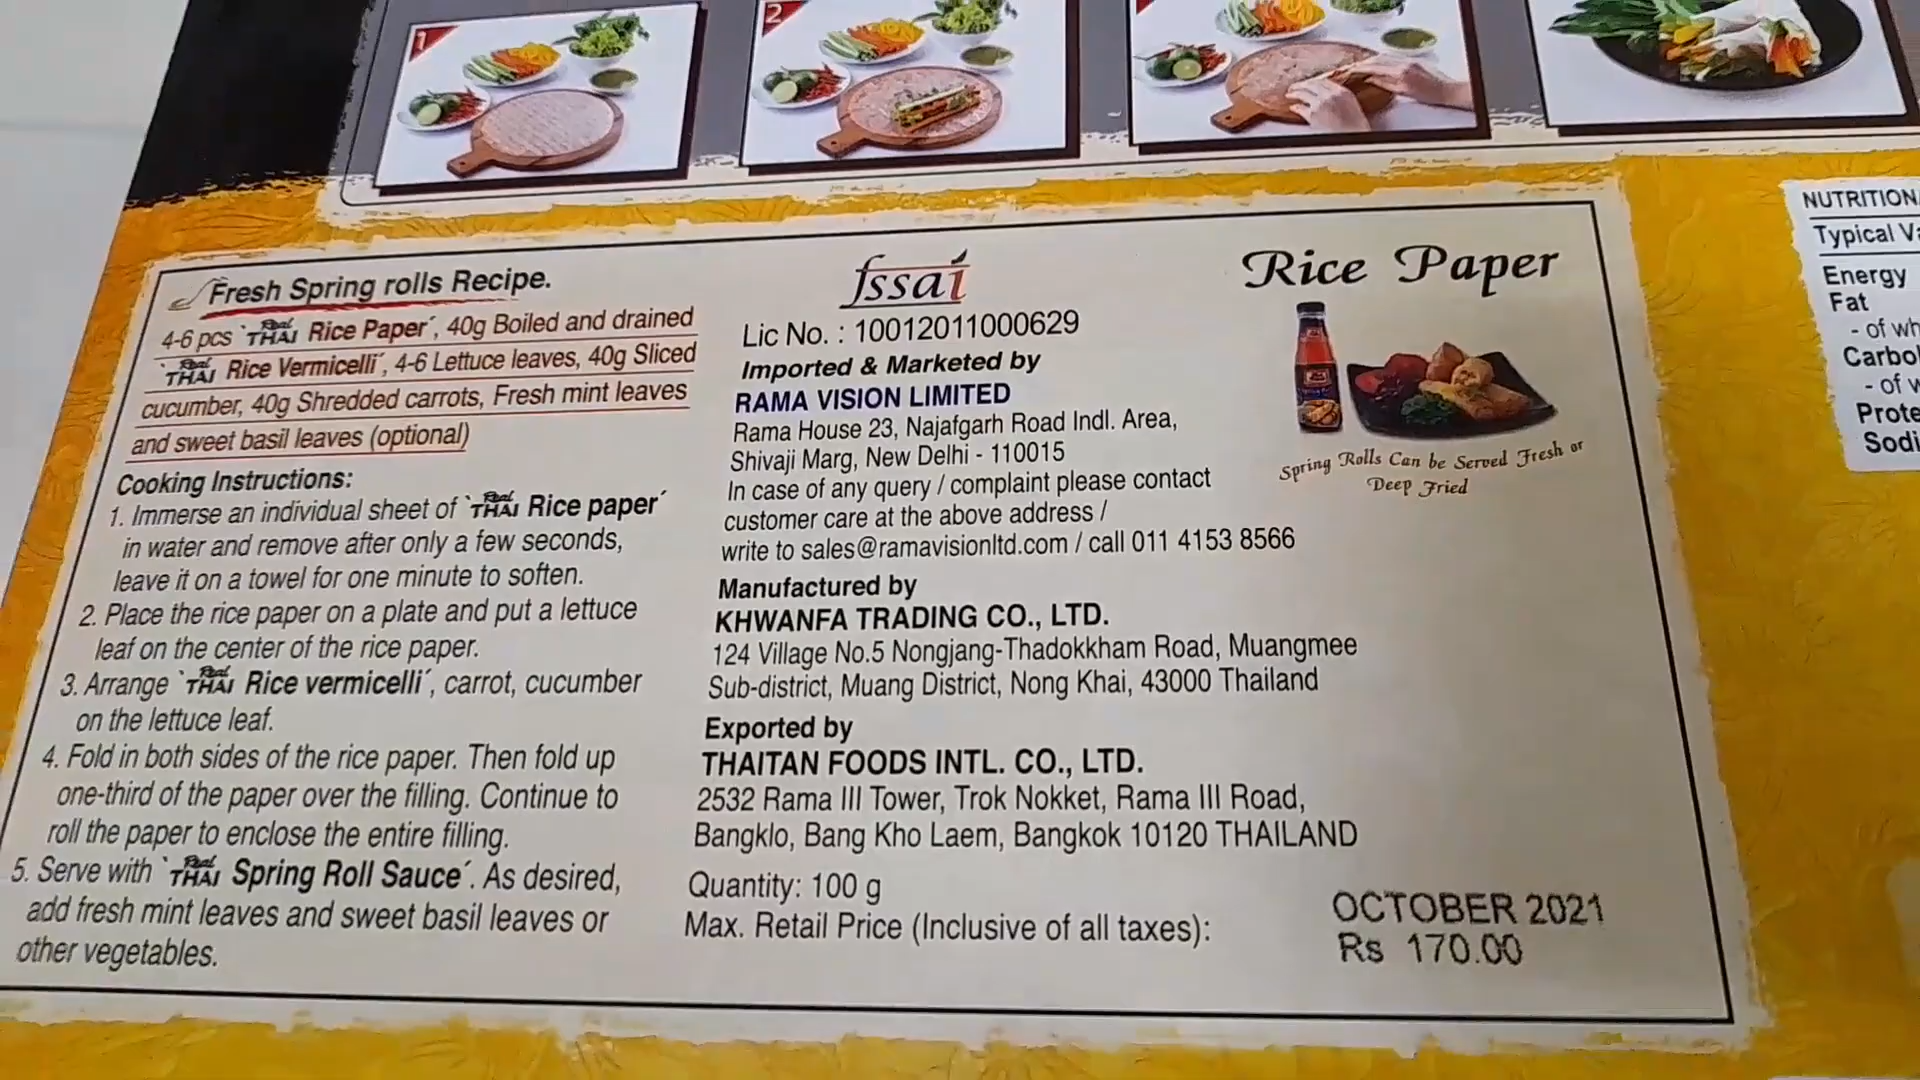 1
2
Fresh Spring rolls Recipe.
4-6 pcs `Real THAI Rice Paper´, 40g Boiled and drained
`Real THAI Rice Vermicelli´, 4-6 Lettuce leaves, 40g Sliced
cucumber, 40g Shredded carrots, Fresh mint leaves
and sweet basil leaves (optional)
Cooking Instructions:
1. Immerse an individual sheet of `Real THAI Rice paper´
in water and remove after only a few seconds,
leave it on a towel for one minute to soften.
2. Place the rice paper on a plate and put a lettuce
leaf on the center of the rice paper.
3. Arrange `Real THAI Rice vermicelli´, carrot, cucumber
on the lettuce leaf.
4. Fold in both sides of the rice paper. Then fold up
one-third of the paper over the filling. Continue to
roll the paper to enclose the entire filling.
5. Serve with `Real THAI Spring Roll Sauce´. As desired,
add fresh mint leaves and sweet basil leaves or
other vegetables.
fssai
Lic No. : 10012011000629
Imported & Marketed by
RAMA VISION LIMITED
Rama House 23, Najafgarh Road Indl. Area,
Shivaji Marg, New Delhi - 110015
In case of any query / complaint please contact
customer care at the above address /
write to sales@ramavisionltd.com / call 011 4153 8566
Manufactured by
KHWANFA TRADING CO., LTD.
124 Village No.5 Nongjang-Thadokkham Road, Muangmee
Sub-district, Muang District, Nong Khai, 43000 Thailand
Exported by
THAITAN FOODS INTL. CO., LTD.
2532 Rama III Tower, Trok Nokket, Rama III Road,
Bangklo, Bang Kho Laem, Bangkok 10120 THAILAND
Quantity: 100 g
Max. Retail Price (Inclusive of all taxes):
OCTOBER 2021
Rs 170.00
Rice Paper
Spring Rolls Can be Served Fresh or
Deep Fried
NUTRITION
Typical
Energy
Fat
- of
- of